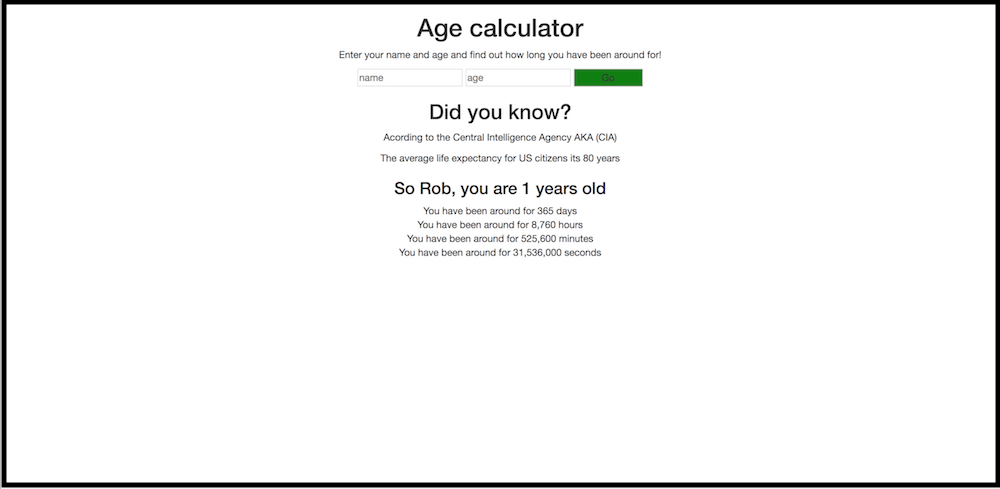 Age calculator
Enter your name and age and find out how long you have been around for!
name age Go
Did you know?
Acording to the Central Intelligence Agency AKA (CIA)
The average life expectancy for US citizens its 80 years
So Rob, you are 1 years old
You have been around for 365 days
You have been around for 8,760 hours
You have been around for 525,600 minutes
You have been around for 31,536,000 seconds